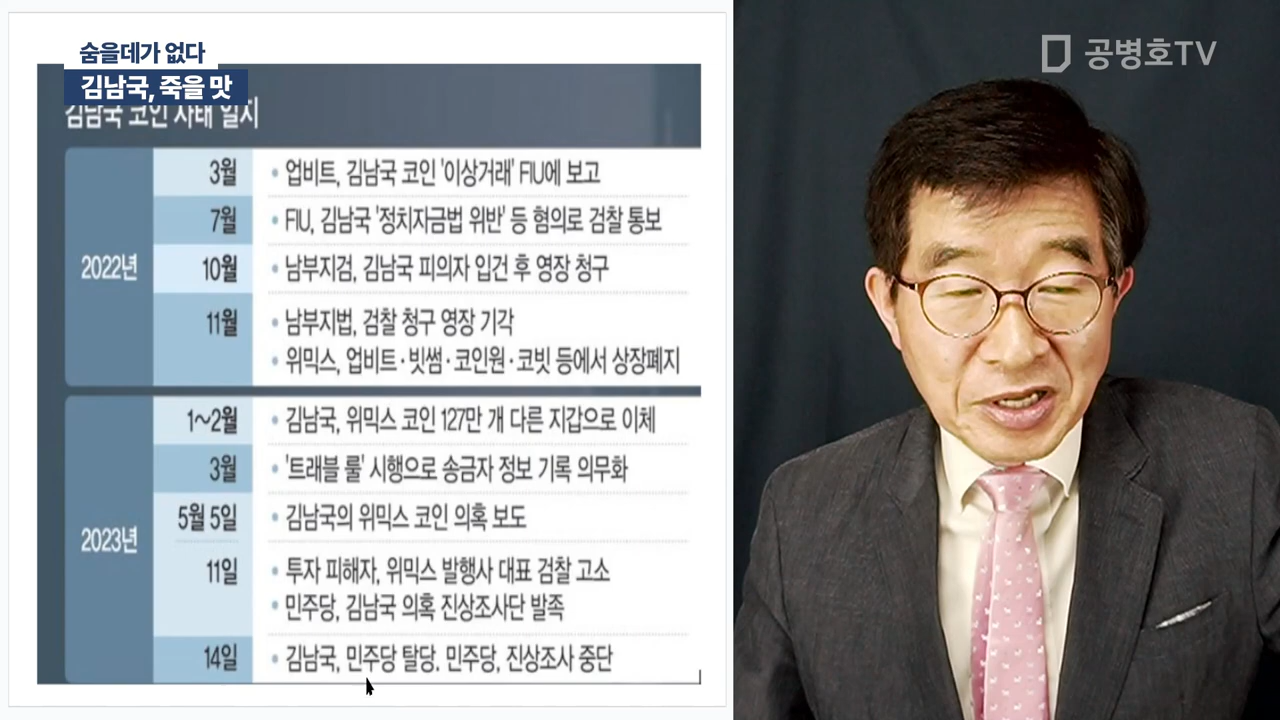 숨을데가 없다
김남국, 죽을 맛
김남국 코인 사태 일지
공병호TV
2022년
3월
• 업비트, 김남국 코인 '이상거래' FIU에 보고
7월
• FIU, 김남국 '정치자금법 위반' 등 혐의로 검찰 통보
10월
• 남부지검, 김남국 피의자 입건 후 영장 청구
11월
• 남부지법, 검찰 청구 영장 기각
• 위믹스, 업비트·빗썸·코인원·코빗 등에서 상장폐지
2023년
1~2월
• 김남국, 위믹스 코인 127만 개 다른 지갑으로 이체
3월
• '트래블 룰' 시행으로 송금자 정보 기록 의무화
5월 5일
• 김남국의 위믹스 코인 의혹 보도
11일
• 투자 피해자, 위믹스 발행사 대표 검찰 고소
• 민주당, 김남국 의혹 진상조사단 발족
14일
• 김남국, 민주당 탈당. 민주당, 진상조사 중단